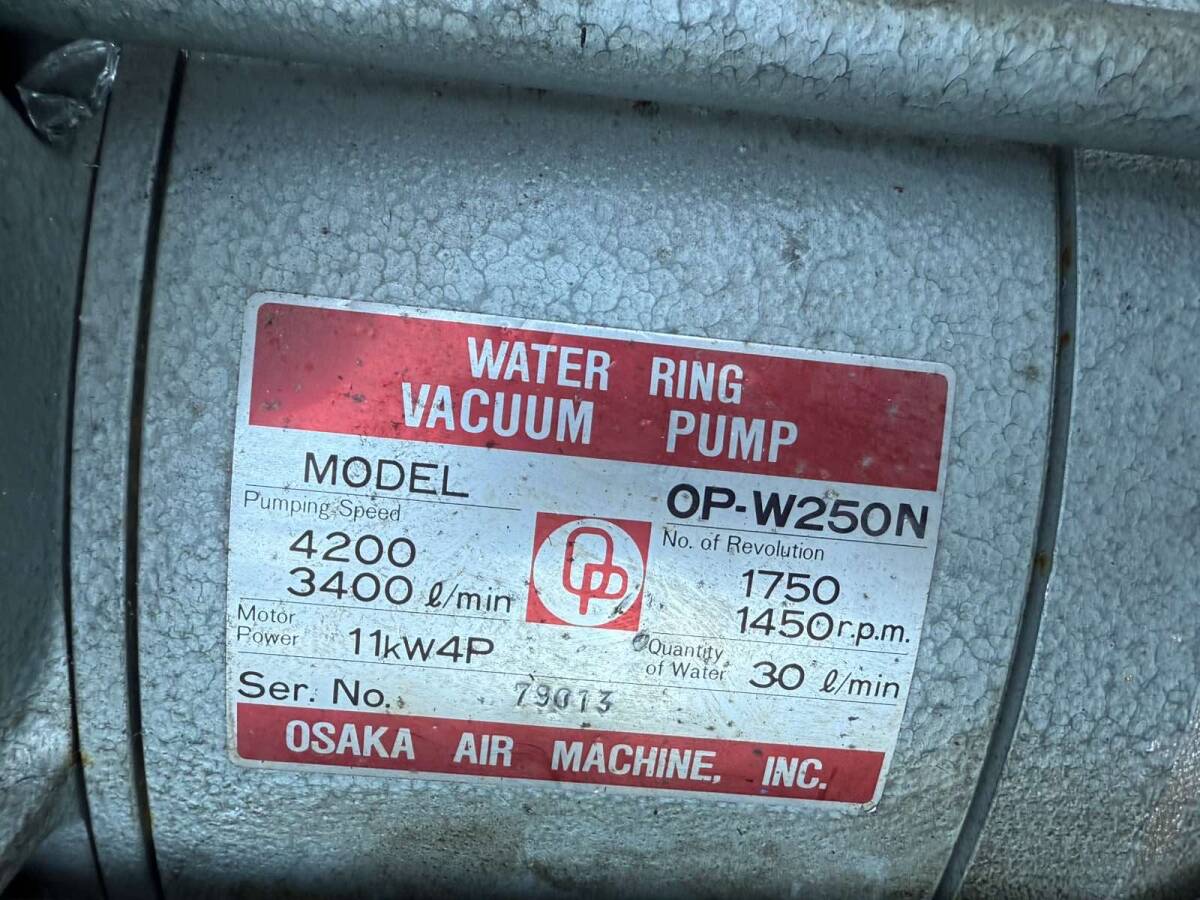 WATER RING
VACUUM PUMP
MODEL OP-W250N
Pumping Speed
4200
3400 ℓ/min
No. of Revolution
1750
1450 r.p.m.
Motor
Power 11kW4P
Quantity
of Water 30 ℓ/min
Ser. No. 79013
OSAKA AIR MACHINE, INC.